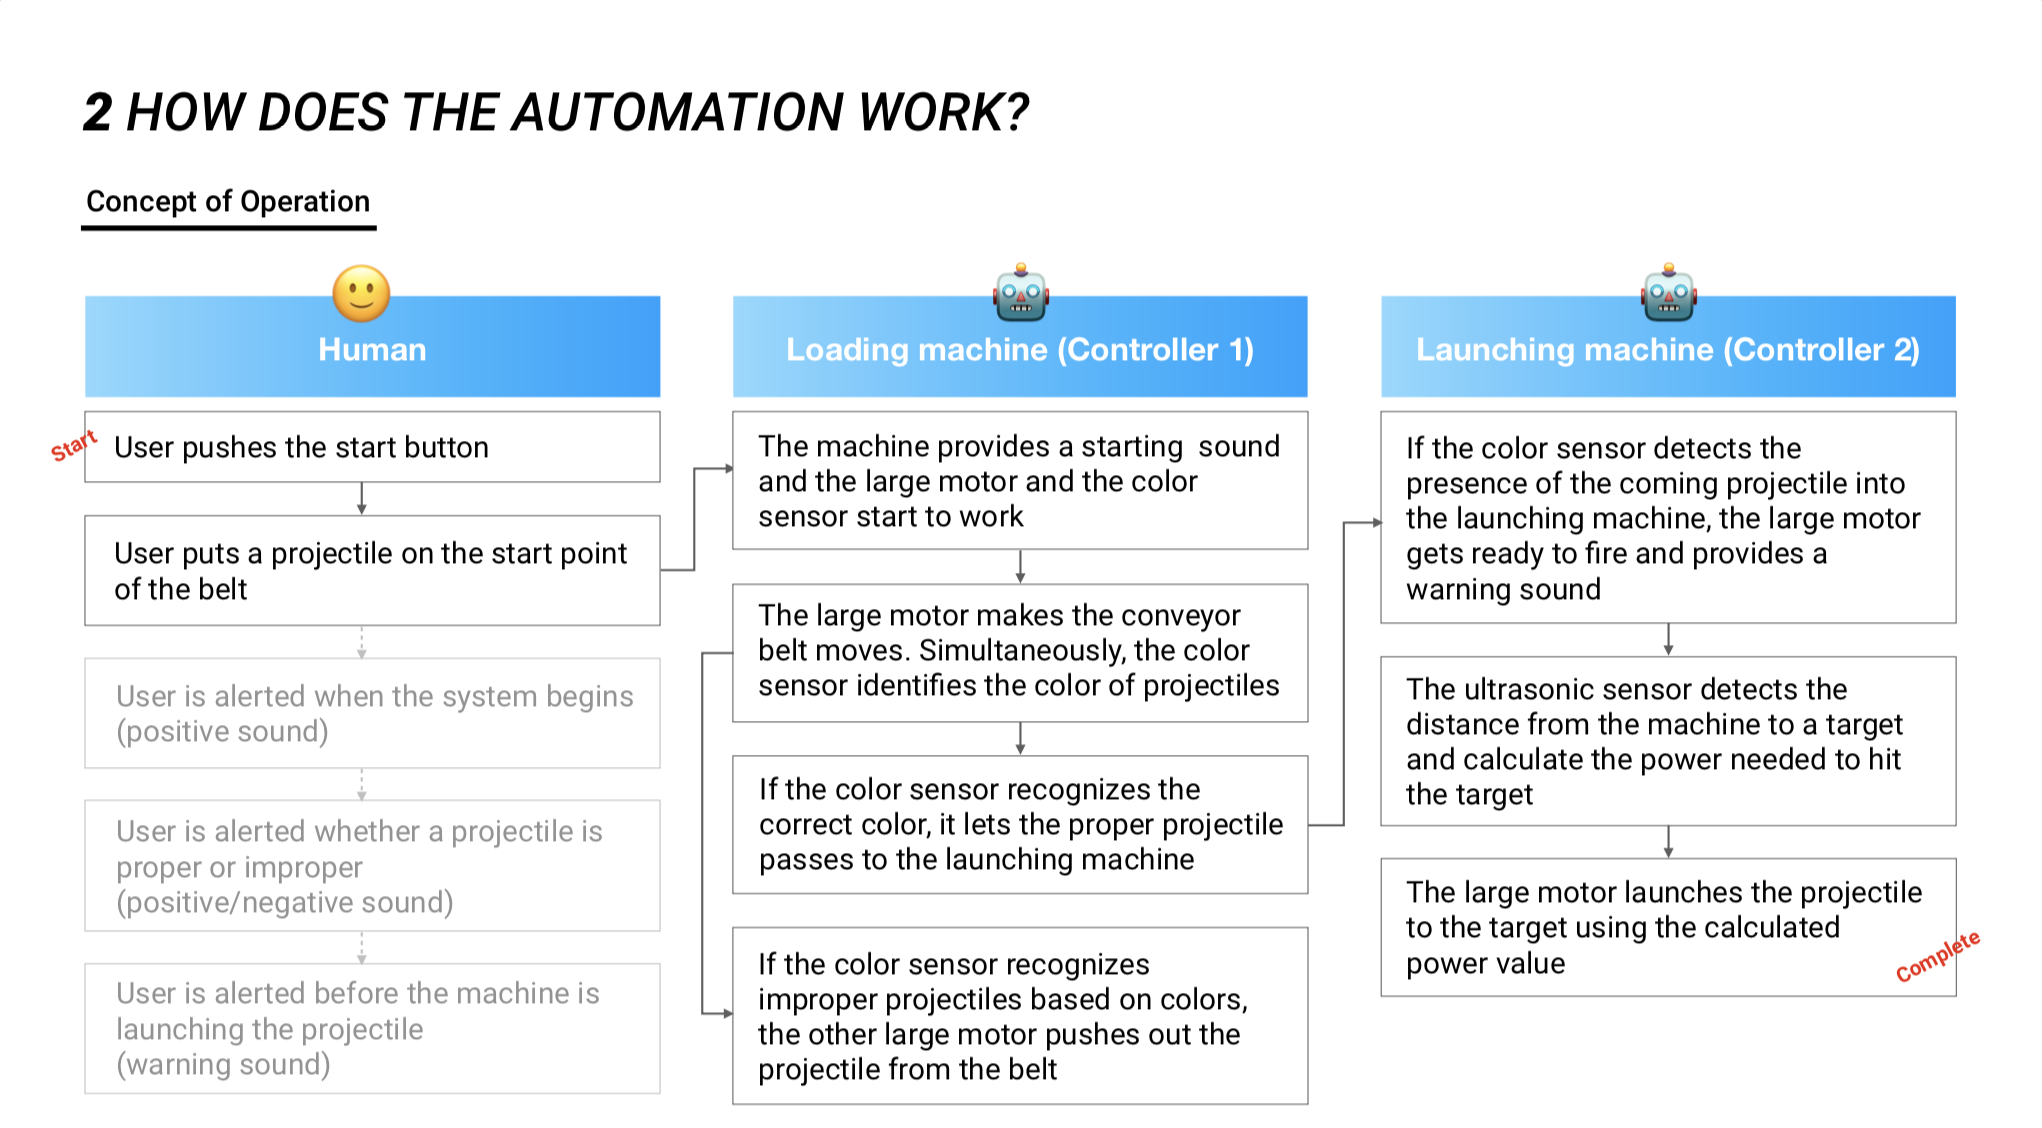 2 HOW DOES THE AUTOMATION WORK?
Concept of Operation
Human
Start
User pushes the start button
User puts a projectile on the start point
of the belt
User is alerted when the system begins
(positive sound)
User is alerted whether a projectile is
proper or improper
(positive/negative sound)
User is alerted before the machine is
launching the projectile
(warning sound)
Loading machine (Controller 1)
The machine provides a starting  sound
and the large motor and the color
sensor start to work
The large motor makes the conveyor
belt moves. Simultaneously, the color
sensor identifies the color of projectiles
If the color sensor recognizes the
correct color, it lets the proper projectile
passes to the launching machine
If the color sensor recognizes
improper projectiles based on colors,
the other large motor pushes out the
projectile from the belt
Launching machine (Controller 2)
If the color sensor detects the
presence of the coming projectile into
the launching machine, the large motor
gets ready to fire and provides a
warning sound
The ultrasonic sensor detects the
distance from the machine to a target
and calculate the power needed to hit
the target
The large motor launches the projectile
to the target using the calculated
power value
Complete